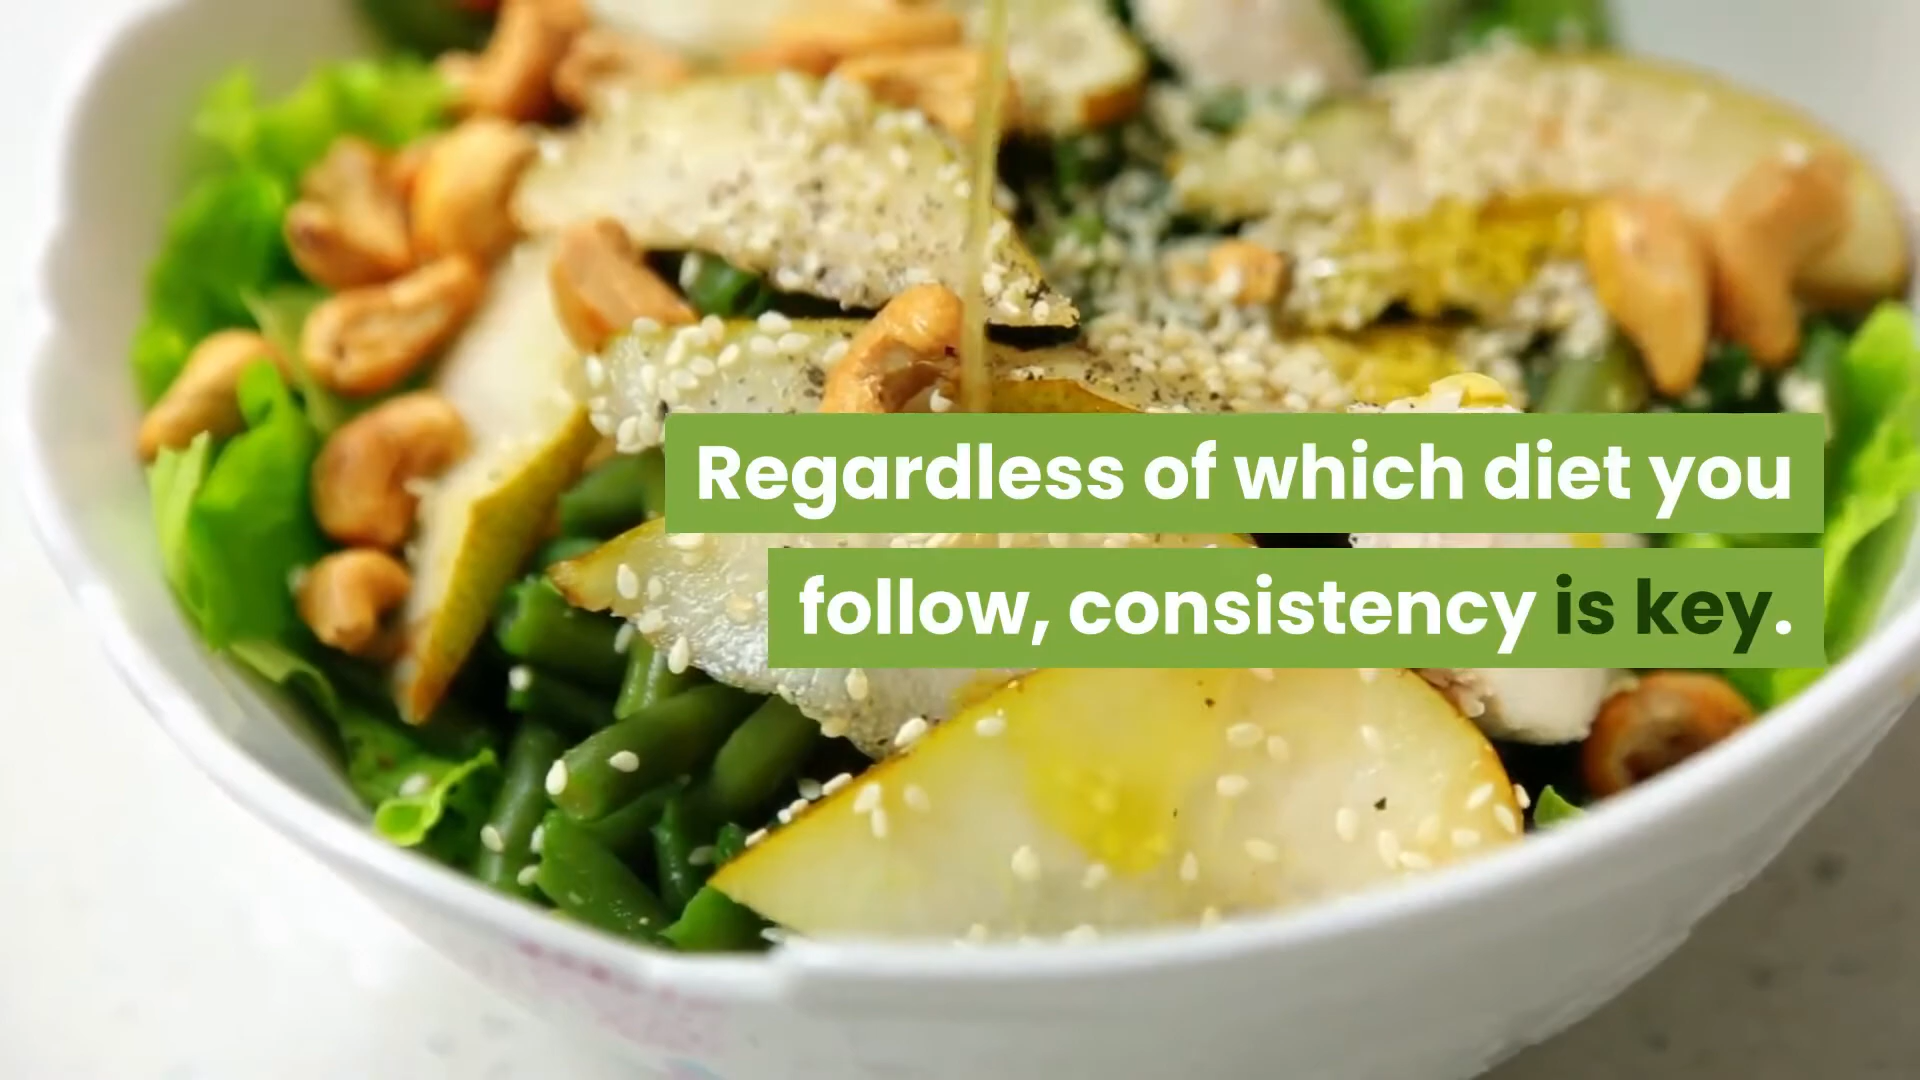 Regardless of which diet you
follow, consistency is key.